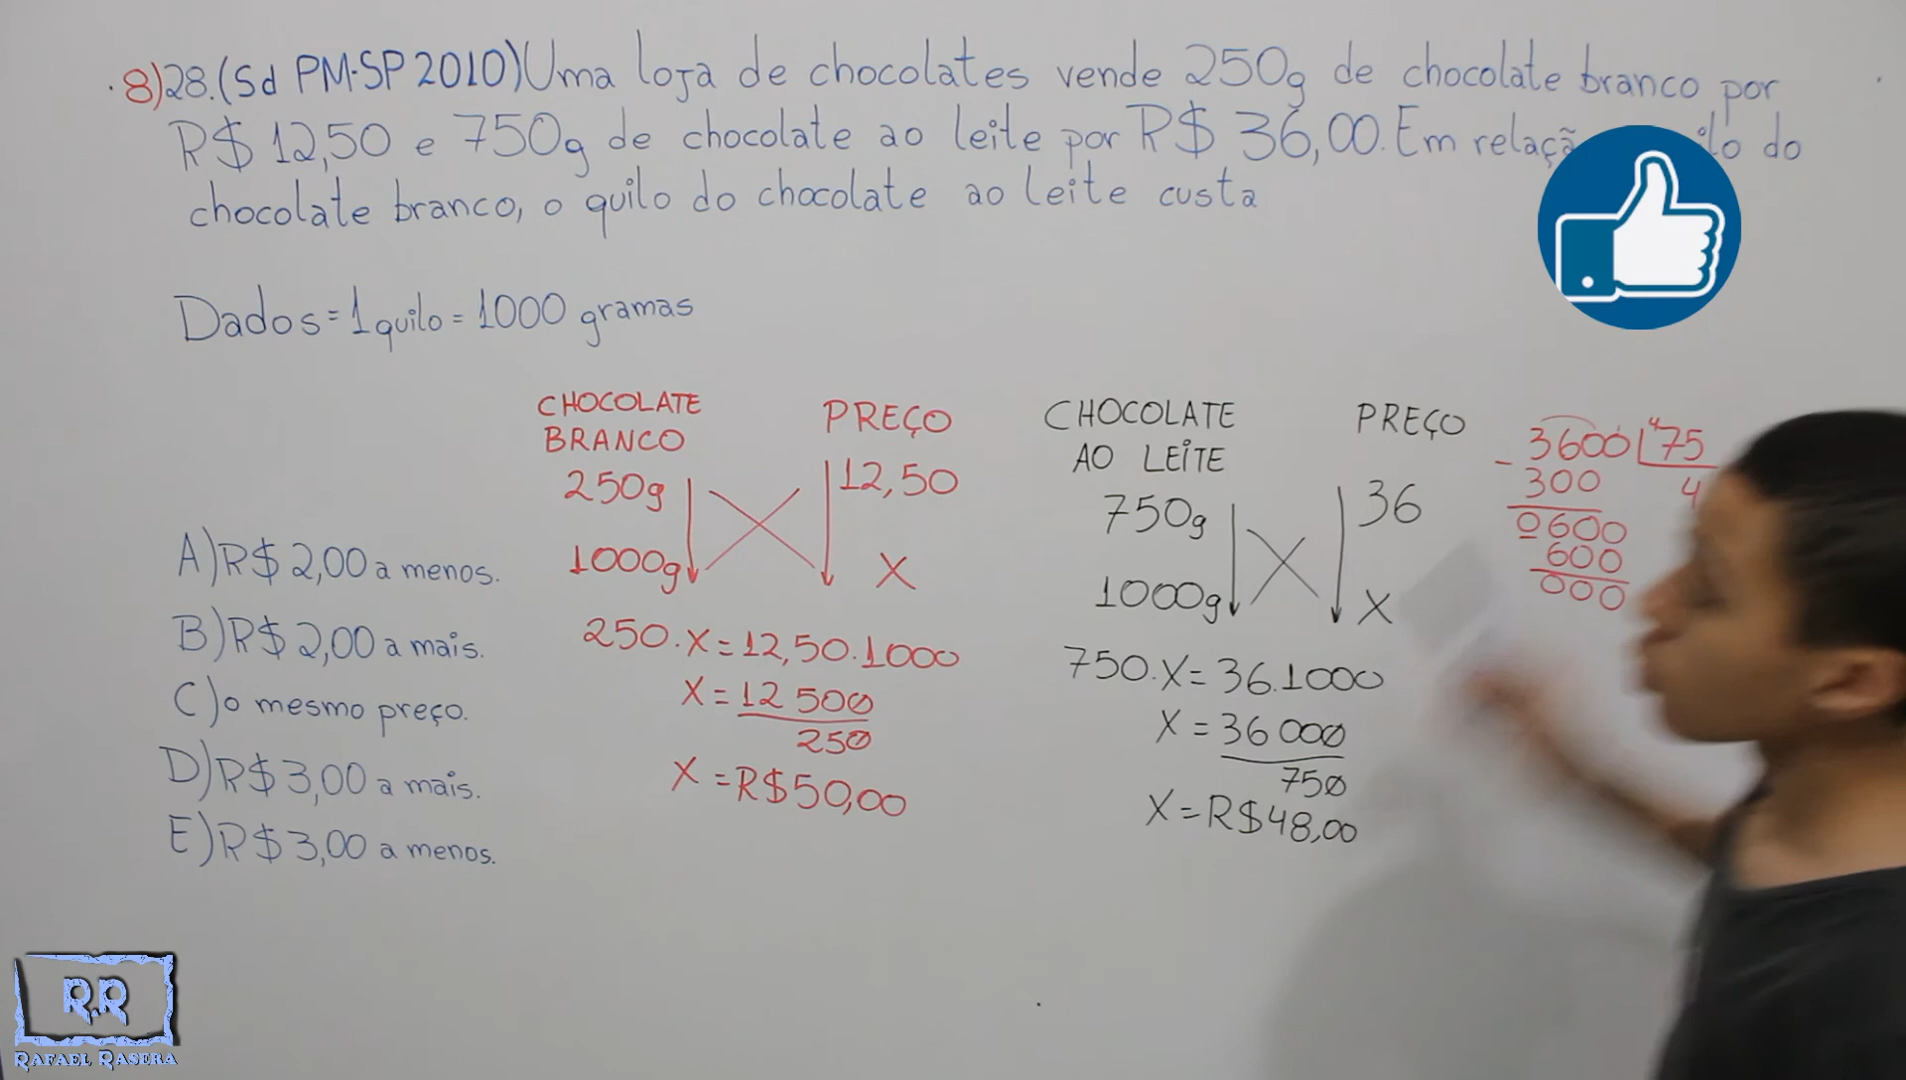 8) 28. (Sd PM-SP 2010) Uma loja de chocolates vende 250g de chocolate branco por
R$ 12,50 e 750g de chocolate ao leite por R$ 36,00. Em do
chocolate branco, o quilo do chocolate ao leite custa
Dados = 1 quilo = 1000 gramas
A) R$ 2,00 a menos.
B) R$ 2,00 a mais.
C) o mesmo preço.
D) R$ 3,00 a mais.
E) R$ 3,00 a menos.
CHOCOLATE
BRANCO
PREÇO
250g 12,50
1000g X
250.X = 12,50.1000
X = 12 500
250
X = R$50,00
CHOCOLATE
AO LEITE
PREÇO
750g 36
1000g X
750.X = 36.1000
X = 36 000
750
X = R$48,00
3600 75
- 300 4
0600
600
000
R.R
RAFAEL RASERA